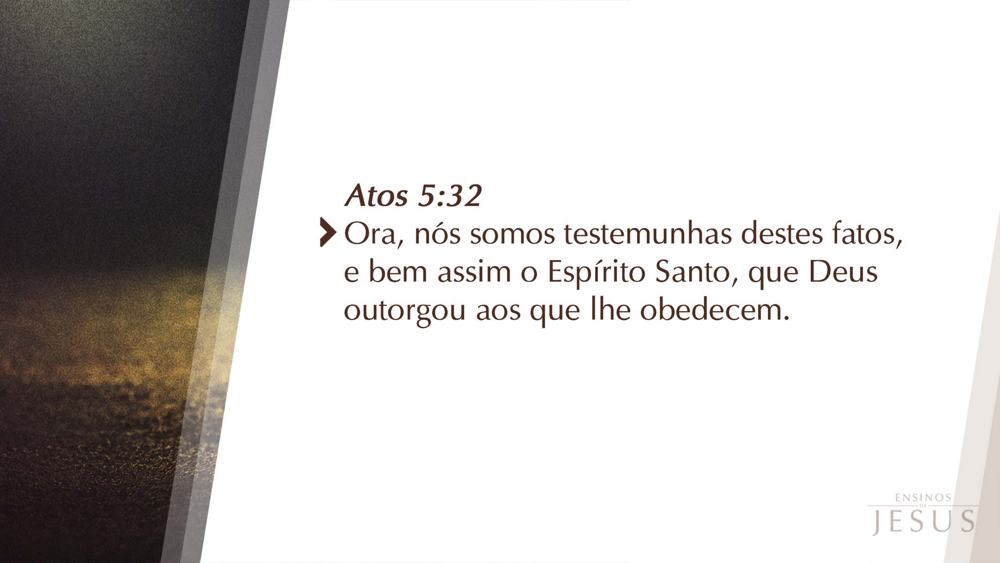 Atos 5:32
Ora, nós somos testemunhas destes fatos,
e bem assim o Espírito Santo, que Deus
outorgou aos que lhe obedecem.
ENSINOS
DE
JESUS